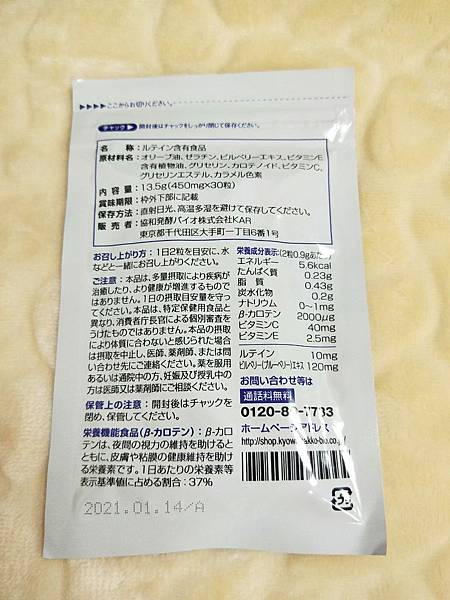 ▶▶▶▶ ここからお切りください。
チャック▶ 開封後はチャックをしっかり閉じて保存ください。
名　　称：ルテイン含有食品
原材料名：オリーブ油、ゼラチン、ビルベリーエキス、ビタミンE
含有植物油、グリセリン、カロテノイド、ビタミンC、
グリセリンエステル、カラメル色素
内 容 量：13.5g(450mg×30粒)
賞味期限：枠外下部に記載
保存方法：直射日光、高温多湿を避けて保存してください。
販 売 者：協和発酵バイオ株式会社KAR
東京都千代田区大手町一丁目6番1号
お召し上がり方：1日2粒を目安に、水
などと一緒にお召し上がりください。
ご注意：本品は、多量摂取により疾病が
治癒したり、より健康が増進するもので
はありません。1日の摂取目安量を守っ
てください。本品は、特定保健用食品と
異なり、消費者庁長官による個別審査を
うけたものではありません。本品の摂取
により体質に合わないと感じられた場合
は摂取を中止し、医師、薬剤師、または問
い合わせ先にご連絡ください。薬を服用
あるいは通院中の方、妊娠及び授乳中の
方は医師又は薬剤師にご相談ください。
保管上の注意：開封後はチャックを
閉め、保管してください。
栄養機能食品(β-カロテン)：β-カロ
テンは、夜間の視力の維持を助けると
ともに、皮膚や粘膜の健康維持を助け
る栄養素です。1日あたりの栄養素等
表示基準値に占める割合：37%
栄養成分表示：(2粒0.9gあたり)
エネルギー 5.6kcal
たんぱく質 0.23g
脂　質 0.43g
炭水化物 0.2g
ナトリウム 0~1mg
β-カロテン 2000μg
ビタミンC 40mg
ビタミンE 2.5mg
ルテイン 10mg
ビルベリー(ブルーベリー)エキス 120mg
お問い合わせ等は
通話料無料
0120-8
ホームページアドレス
プラ
2021.01.14/A